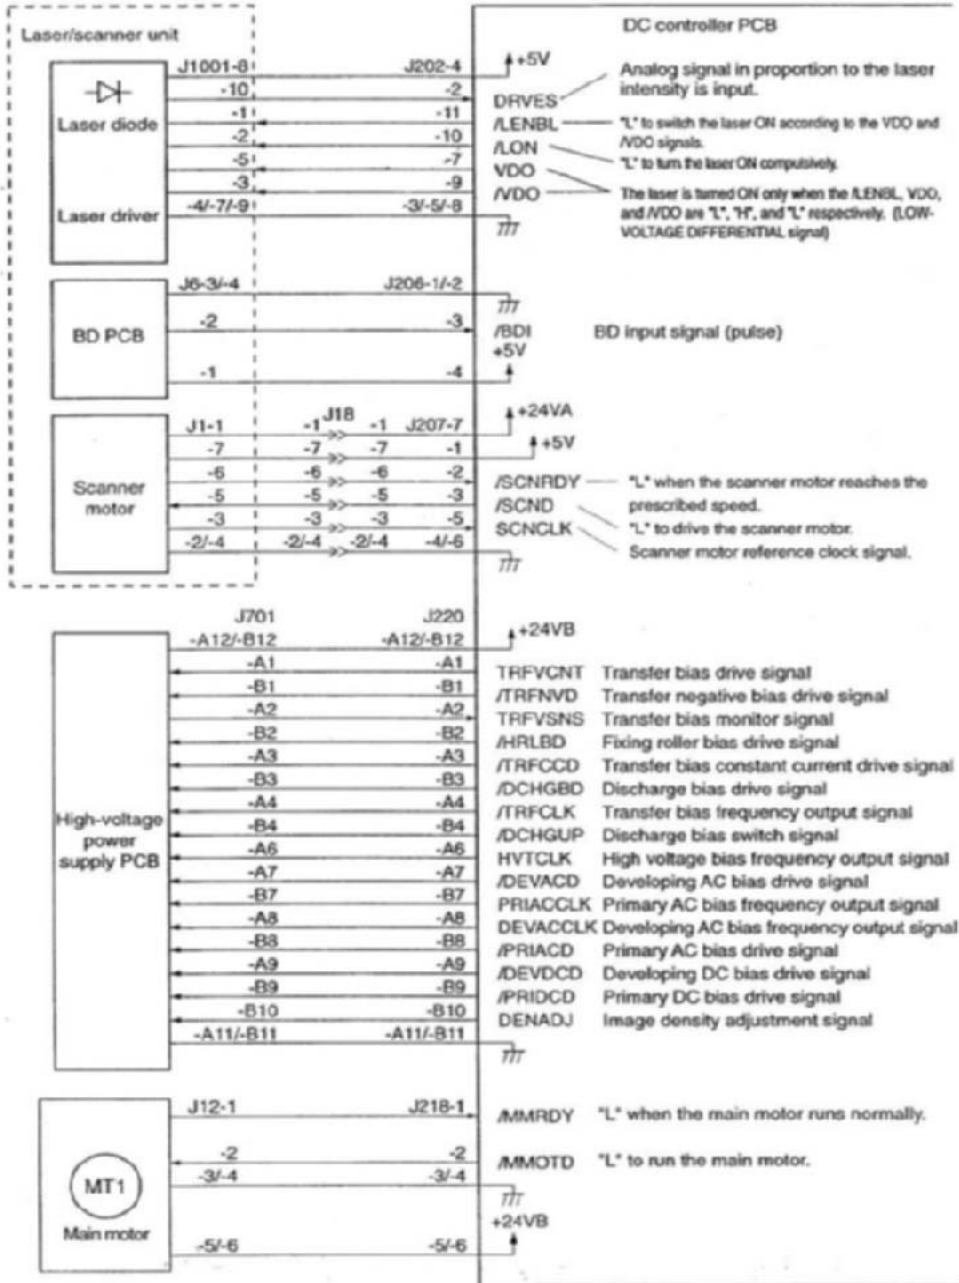 DC controller PCB
Laser/scanner unit
J1001-8 J202-4 +5V
Analog signal in proportion to the laser
intensity is input.
-10 -2 DRVES
Laser diode
-1 -11 /LENBL "L" to switch the laser ON according to the VDO and
/VDO signals.
-2 -10 /LON "L" to turn the laser ON compulsively.
-5 -7 VDO
-3 -9 /VDO The laser is turned ON only when the /LENBL, VDO,
and /VDO are "L", "H", and "L" respectively. (LOW-
VOLTAGE DIFFERENTIAL signal)
Laser driver -4/-7/-9 -3/-5/-8
J6-3/-4 J206-1/-2
BD PCB -2 -3 /BDI BD input signal (pulse)
+5V
-1 -4
J18
J1-1 -1 -1 J207-7 +24VA
-7 -7 -7 -1 +5V
-6 -6 -6 -2 /SCNRDY "L" when the scanner motor reaches the
prescribed speed.
Scanner
motor
-5 -5 -5 -3 /SCND "L" to drive the scanner motor.
-3 -3 -3 -5 SCNCLK Scanner motor reference clock signal.
-2/-4 -2/-4 -2/-4 -4/-6
J701 J220
-A12/-B12 -A12/-B12 +24VB
-A1 -A1 TRFVCNT Transfer bias drive signal
-B1 -B1 /TRFNVD Transfer negative bias drive signal
-A2 -A2 TRFVSNS Transfer bias monitor signal
-B2 -B2 /HRLBD Fixing roller bias drive signal
-A3 -A3 /TRFCCD Transfer bias constant current drive signal
-B3 -B3 /DCHGBD Discharge bias drive signal
-A4 -A4 /TRFCLK Transfer bias frequency output signal
High-voltage
power
supply PCB
-B4 -B4 /DCHGUP Discharge bias switch signal
-A6 -A6 HVTCLK High voltage bias frequency output signal
-A7 -A7 /DEVACD Developing AC bias drive signal
-B7 -B7 PRIACCLK Primary AC bias frequency output signal
-A8 -A8 DEVACCLK Developing AC bias frequency output signal
-B8 -B8 /PRIACD Primary AC bias drive signal
-A9 -A9 /DEVDCD Developing DC bias drive signal
-B9 -B9 /PRIDCD Primary DC bias drive signal
-B10 -B10 DENADJ Image density adjustment signal
-A11/-B11 -A11/-B11
J12-1 J218-1 /MMRDY "L" when the main motor runs normally.
-2 -2 /MMOTD "L" to run the main motor.
MT1 -3/-4 -3/-4
+24VB
Main motor
-5/-6 -5/-6